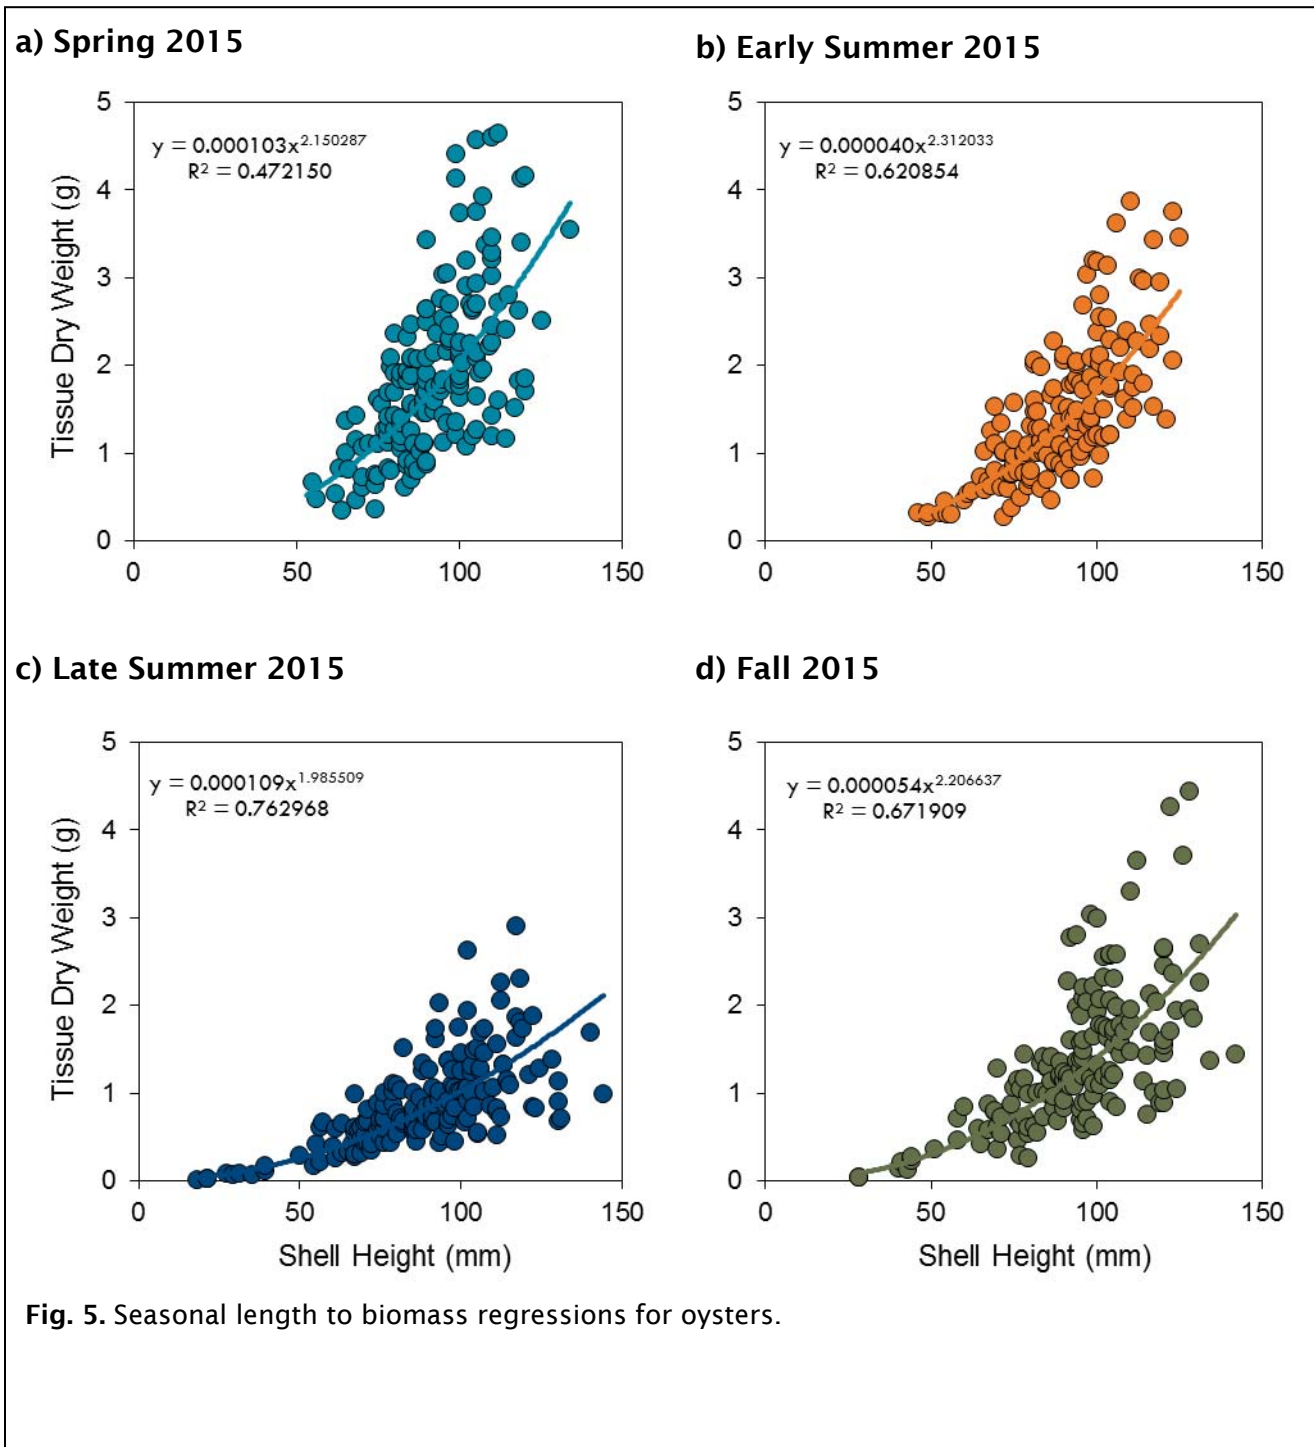 a) Spring 2015
b) Early Summer 2015
y = 0.000103x^2.150287
R² = 0.472150
y = 0.000040x^2.312033
R² = 0.620854
Tissue Dry Weight (g)
5
4
3
2
1
0
0 50 100 150
5
4
3
2
1
0
0 50 100 150
c) Late Summer 2015
d) Fall 2015
y = 0.000109x^1.985509
R² = 0.762968
y = 0.000054x^2.206637
R² = 0.671909
Tissue Dry Weight (g)
5
4
3
2
1
0
0 50 100 150
Shell Height (mm)
5
4
3
2
1
0
0 50 100 150
Shell Height (mm)
Fig. 5. Seasonal length to biomass regressions for oysters.